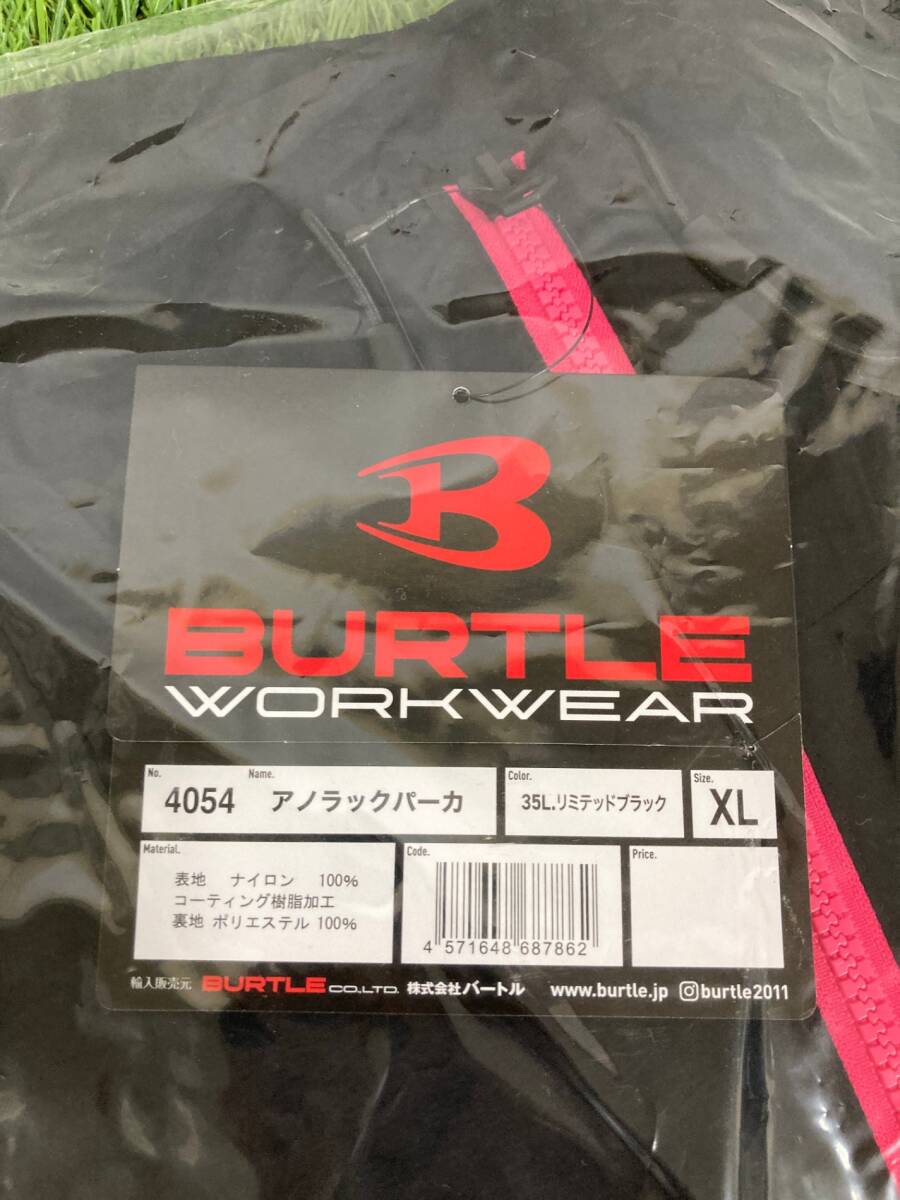 BURTLE
WORKWEAR
No. Name. Color. Size.
4054 アノラックパーカ 35L.リミテッドブラック XL
Material. Code. Price.
表地 ナイロン 100%
コーティング樹脂加工
裏地 ポリエステル 100%
4 571648 687862
輸入販売元 BURTLE CO.,LTD. 株式会社バートル www.burtle.jp burtle2011